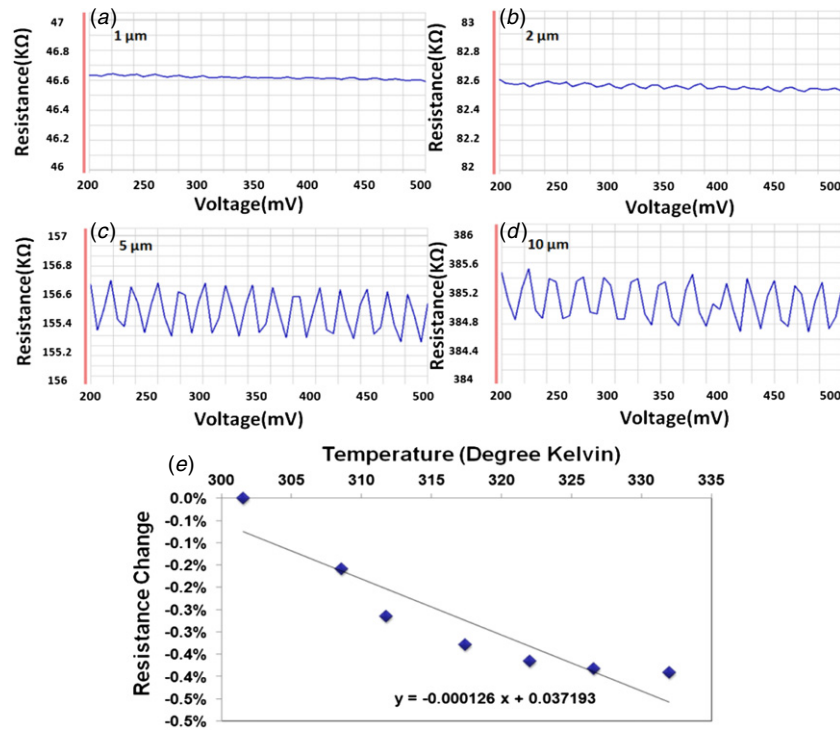 (a)
1 µm
Resistance(KΩ)
47
46.8
46.6
46.2
46
200 250 300 350 400 450 500
Voltage(mV)
(b)
2 µm
Resistance(KΩ)
83
82.8
82.6
82.4
82.2
82
200 250 300 350 400 450 500
Voltage(mV)
(c)
5 µm
Resistance(KΩ)
157
156.8
156.6
155.4
155.2
156
200 250 300 350 400 450 500
Voltage(mV)
(d)
10 µm
Resistance(KΩ)
386
385.6
385.2
384.8
384.4
384
200 250 300 350 400 450 500
Voltage(mV)
(e)
Temperature (Degree Kelvin)
300 305 310 315 320 325 330 335
Resistance Change
0.0%
-0.1%
-0.1%
-0.2%
-0.2%
-0.3%
-0.3%
-0.4%
-0.4%
-0.5%
-0.5%
y = -0.000126 x + 0.037193